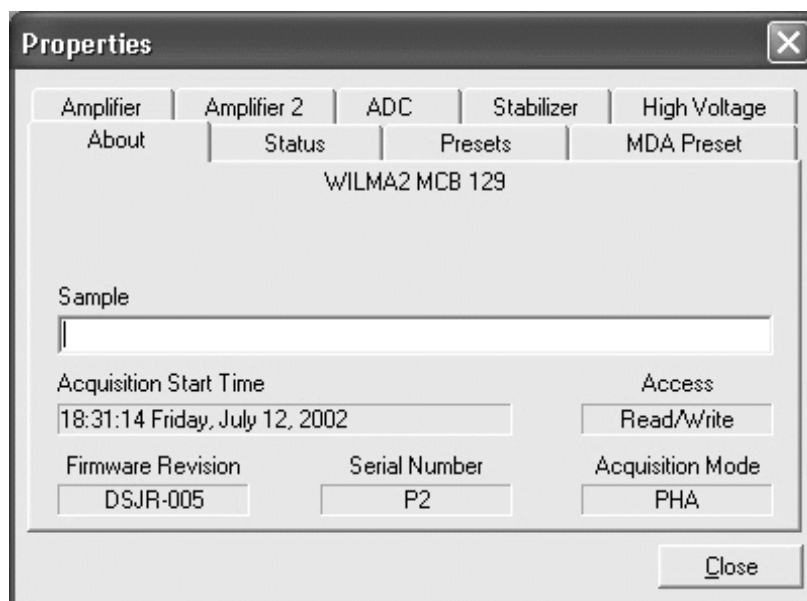 Properties
Amplifier Amplifier 2 ADC Stabilizer High Voltage
About Status Presets MDA Preset
WILMA2 MCB 129
Sample
Acquisition Start Time Access
18:31:14 Friday, July 12, 2002 Read/Write
Firmware Revision Serial Number Acquisition Mode
DSJR-005 P2 PHA
Close